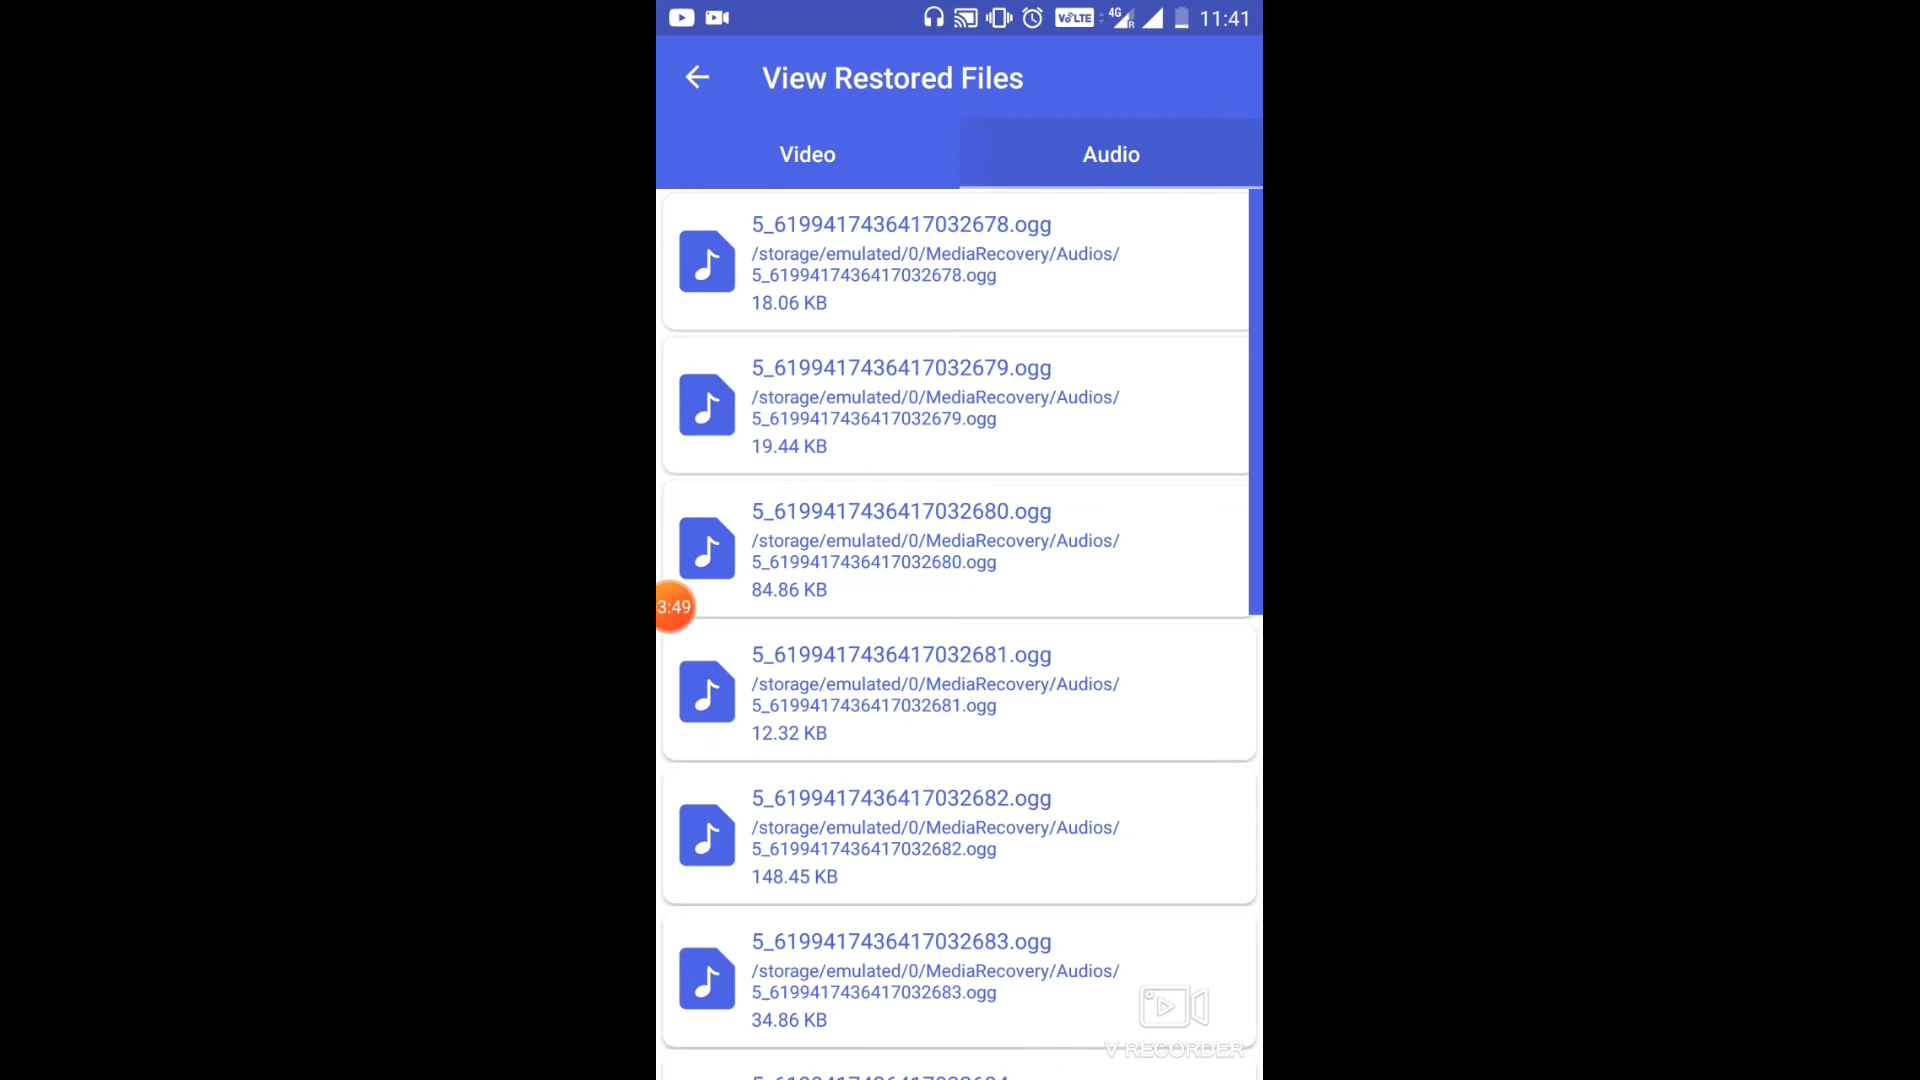 VoLTE 4G R 11:41
View Restored Files
Video Audio
5_6199417436417032678.ogg
/storage/emulated/0/MediaRecovery/Audios/
5_6199417436417032678.ogg
18.06 KB
5_6199417436417032679.ogg
/storage/emulated/0/MediaRecovery/Audios/
5_6199417436417032679.ogg
19.44 KB
5_6199417436417032680.ogg
/storage/emulated/0/MediaRecovery/Audios/
5_6199417436417032680.ogg
84.86 KB
3:49
5_6199417436417032681.ogg
/storage/emulated/0/MediaRecovery/Audios/
5_6199417436417032681.ogg
12.32 KB
5_6199417436417032682.ogg
/storage/emulated/0/MediaRecovery/Audios/
5_6199417436417032682.ogg
148.45 KB
5_6199417436417032683.ogg
/storage/emulated/0/MediaRecovery/Audios/
5_6199417436417032683.ogg
34.86 KB
V RECORDER